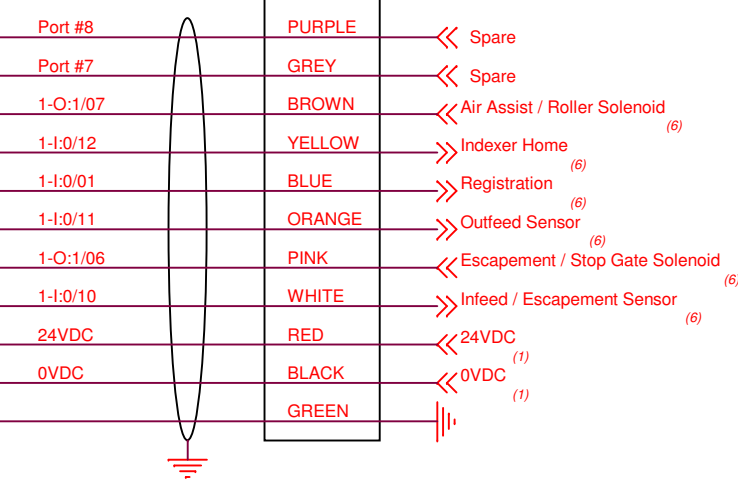 Port #8 PURPLE Spare
Port #7 GREY Spare
1-O:1/07 BROWN Air Assist / Roller Solenoid
(6)
1-I:0/12 YELLOW Indexer Home
(6)
1-I:0/01 BLUE Registration
(6)
1-I:0/11 ORANGE Outfeed Sensor
(6)
1-O:1/06 PINK Escapement / Stop Gate Solenoid
(6)
1-I:0/10 WHITE Infeed / Escapement Sensor
(6)
24VDC RED 24VDC
(1)
0VDC BLACK 0VDC
(1)
GREEN